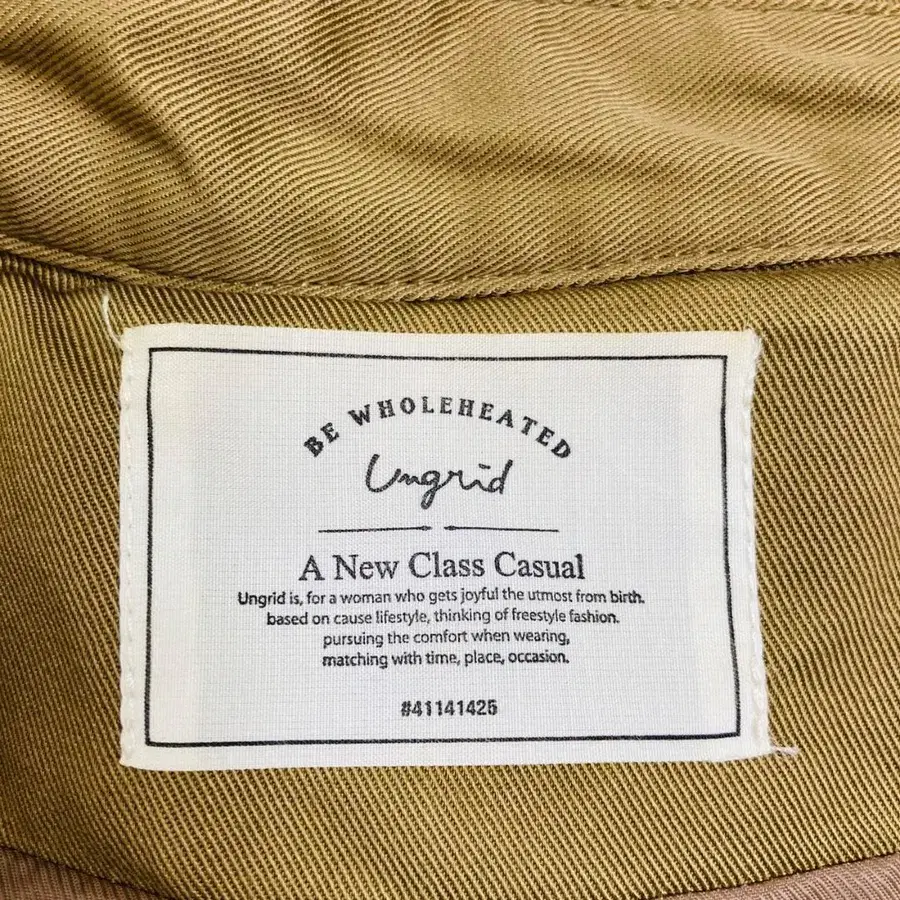 BE WHOLEHEATED
Ungrid
A New Class Casual
Ungrid is, for a woman who gets joyful the utmost from birth.
based on cause lifestyle, thinking of freestyle fashion.
pursuing the comfort when wearing,
matching with time, place, occasion.
#41141425